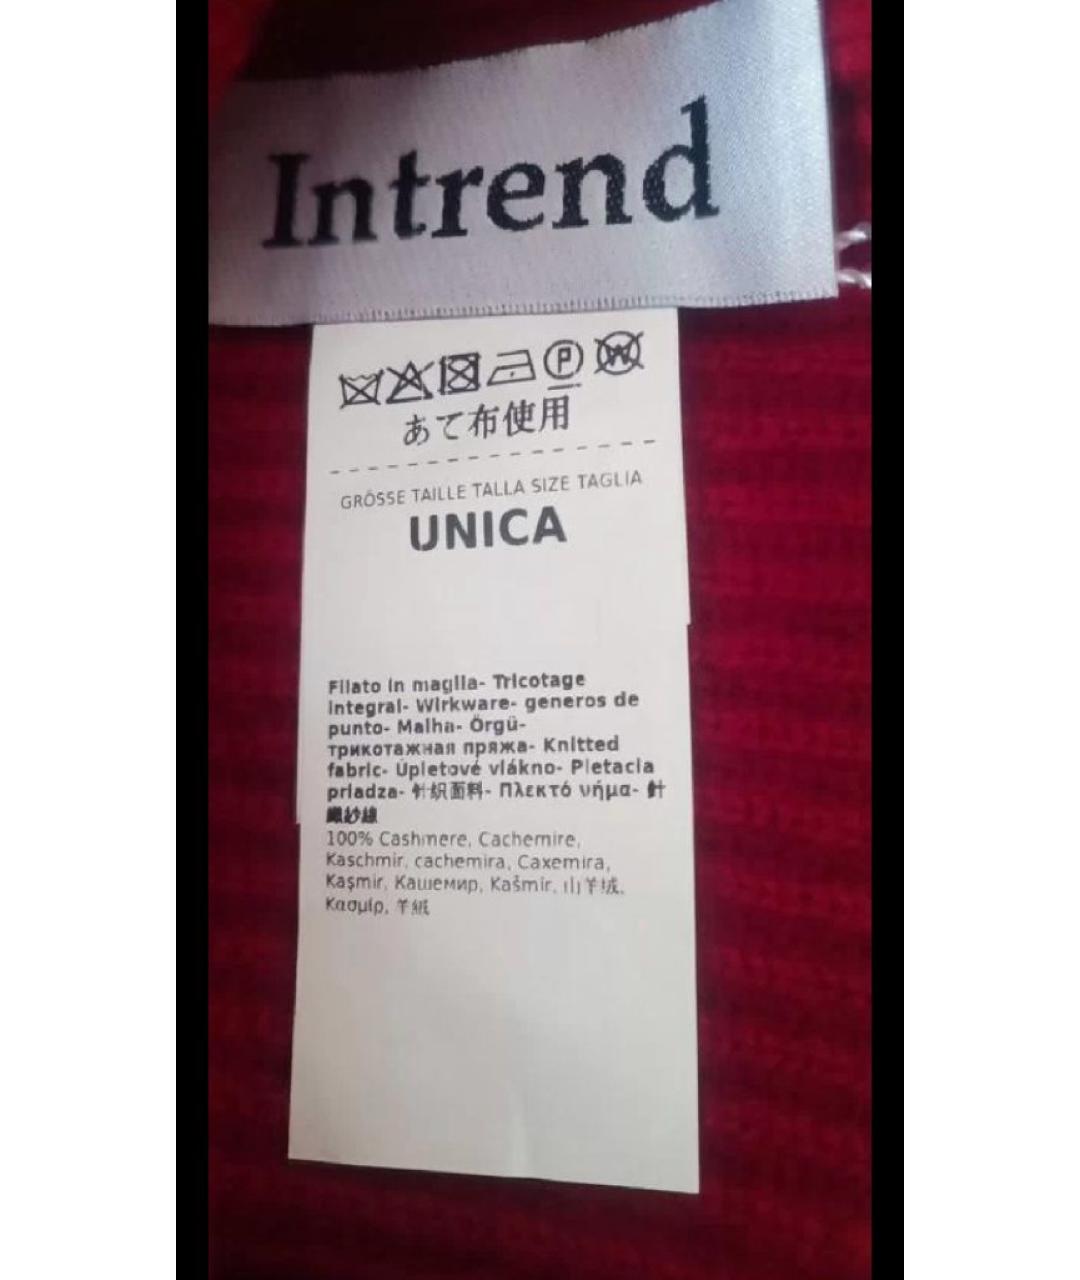 Intrend
あて布使用
GRÖSSE TAILLE TALLA SIZE TAGLIA
UNICA
Filato in maglia- Tricotage
integral- Wirkware- generos de
punto- Malha- Örgü-
трикотажная пряжа- Knitted
fabric- Úpletové vlákno- Pletacia
priadza- 针织面料- Πλεκτό νήμα- 針
織紗線
100% Cashmere, Cachemire,
Kaschmir, cachemira, Caxemira,
Kaşmir, Кашемир, Kašmír, 山羊绒,
Κασμίρ, 羊絨